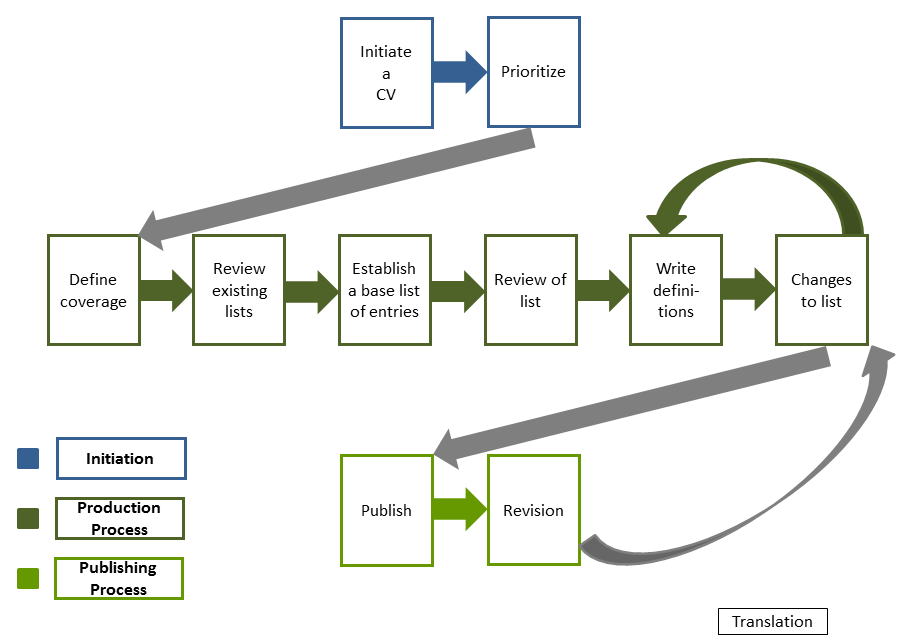 Initiate
a
CV
Prioritize
Define
coverage
Review
existing
lists
Establish
a base list
of entries
Review of
list
Write
defini-
tions
Changes
to list
Publish
Revision
Initiation
Production
Process
Publishing
Process
Translation